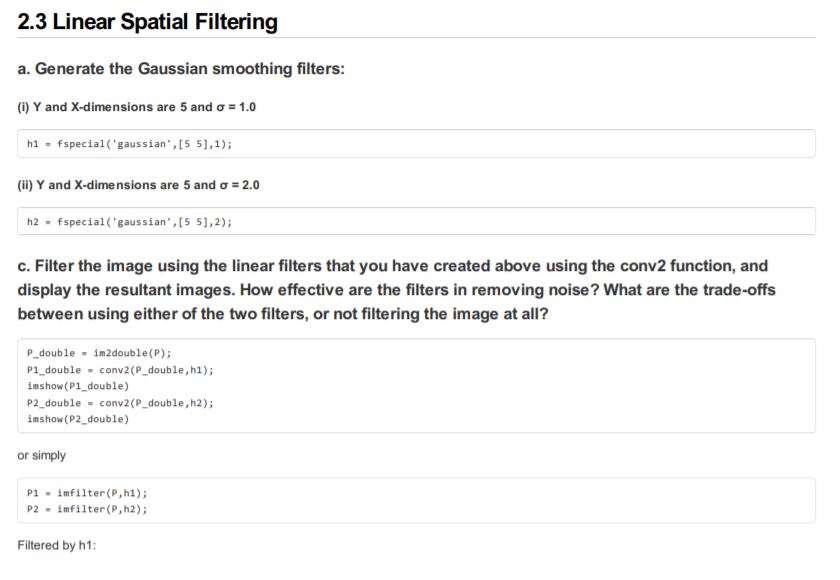 2.3 Linear Spatial Filtering
a. Generate the Gaussian smoothing filters:
(i) Y and X-dimensions are 5 and σ = 1.0
h1 = fspecial('gaussian',[5 5],1);
(ii) Y and X-dimensions are 5 and σ = 2.0
h2 = fspecial('gaussian',[5 5],2);
c. Filter the image using the linear filters that you have created above using the conv2 function, and
display the resultant images. How effective are the filters in removing noise? What are the trade-offs
between using either of the two filters, or not filtering the image at all?
P_double = im2double(P);
P1_double = conv2(P_double,h1);
imshow(P1_double)
P2_double = conv2(P_double,h2);
imshow(P2_double)
or simply
P1 = imfilter(P,h1);
P2 = imfilter(P,h2);
Filtered by h1: